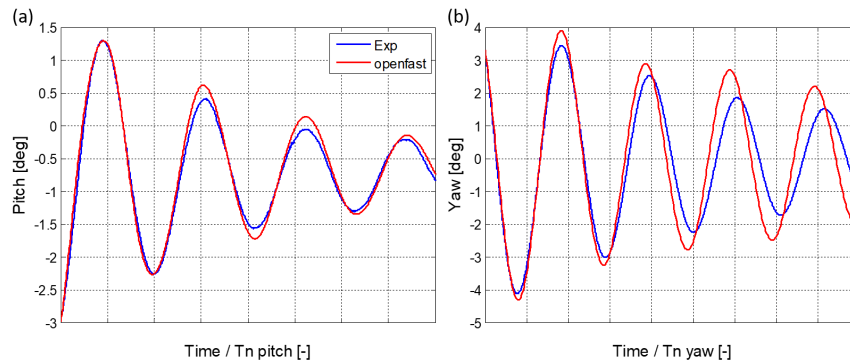 (a)
1.5
1
0.5
0
-0.5
-1
-1.5
-2
-2.5
-3
Pitch [deg]
Exp
openfast
Time / Tn pitch [-]
(b)
4
3
2
1
0
-1
-2
-3
-4
-5
Yaw [deg]
Time / Tn yaw [-]